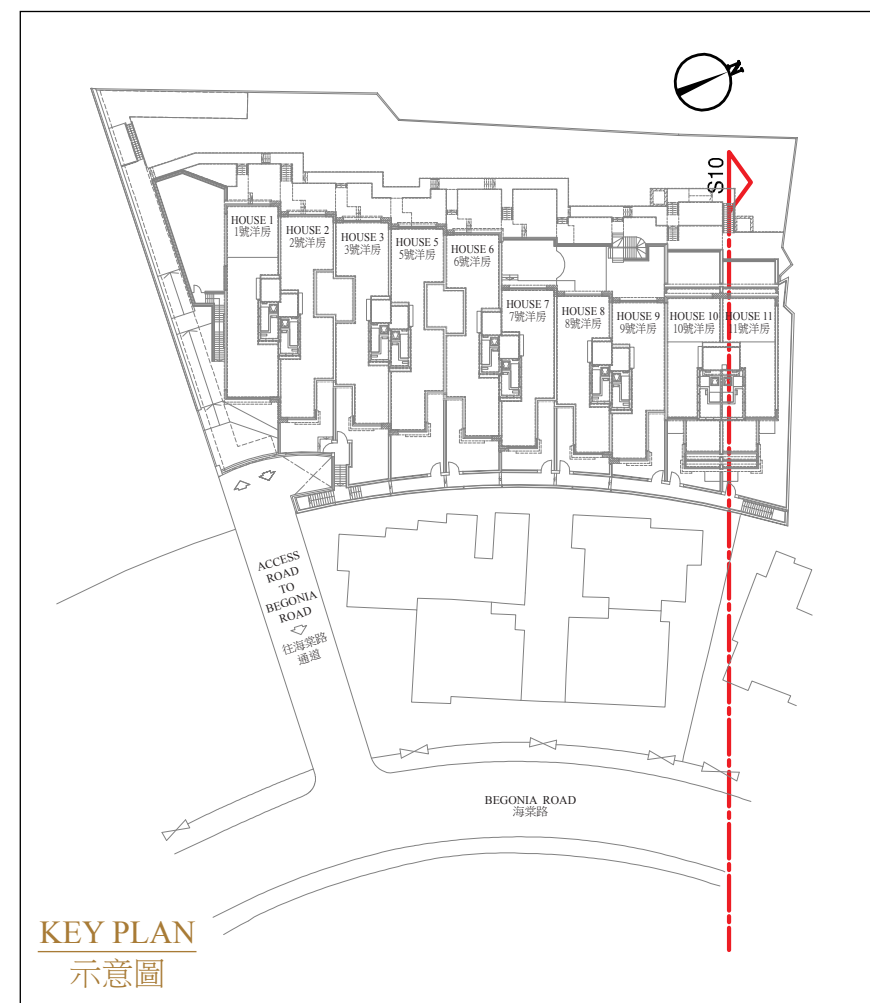 N
S10
HOUSE 1
1號洋房
HOUSE 2
2號洋房
HOUSE 3
3號洋房
HOUSE 5
5號洋房
HOUSE 6
6號洋房
HOUSE 7
7號洋房
HOUSE 8
8號洋房
HOUSE 9
9號洋房
HOUSE 10
10號洋房
HOUSE 11
11號洋房
ACCESS
ROAD
TO
BEGONIA
ROAD
往海棠路
通道
BEGONIA ROAD
海棠路
KEY PLAN
示意圖